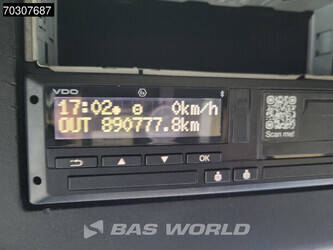 70307687
VDO
17:02 0km/h
OUT 890777.8km
OK
Scan me!
BAS WORLD